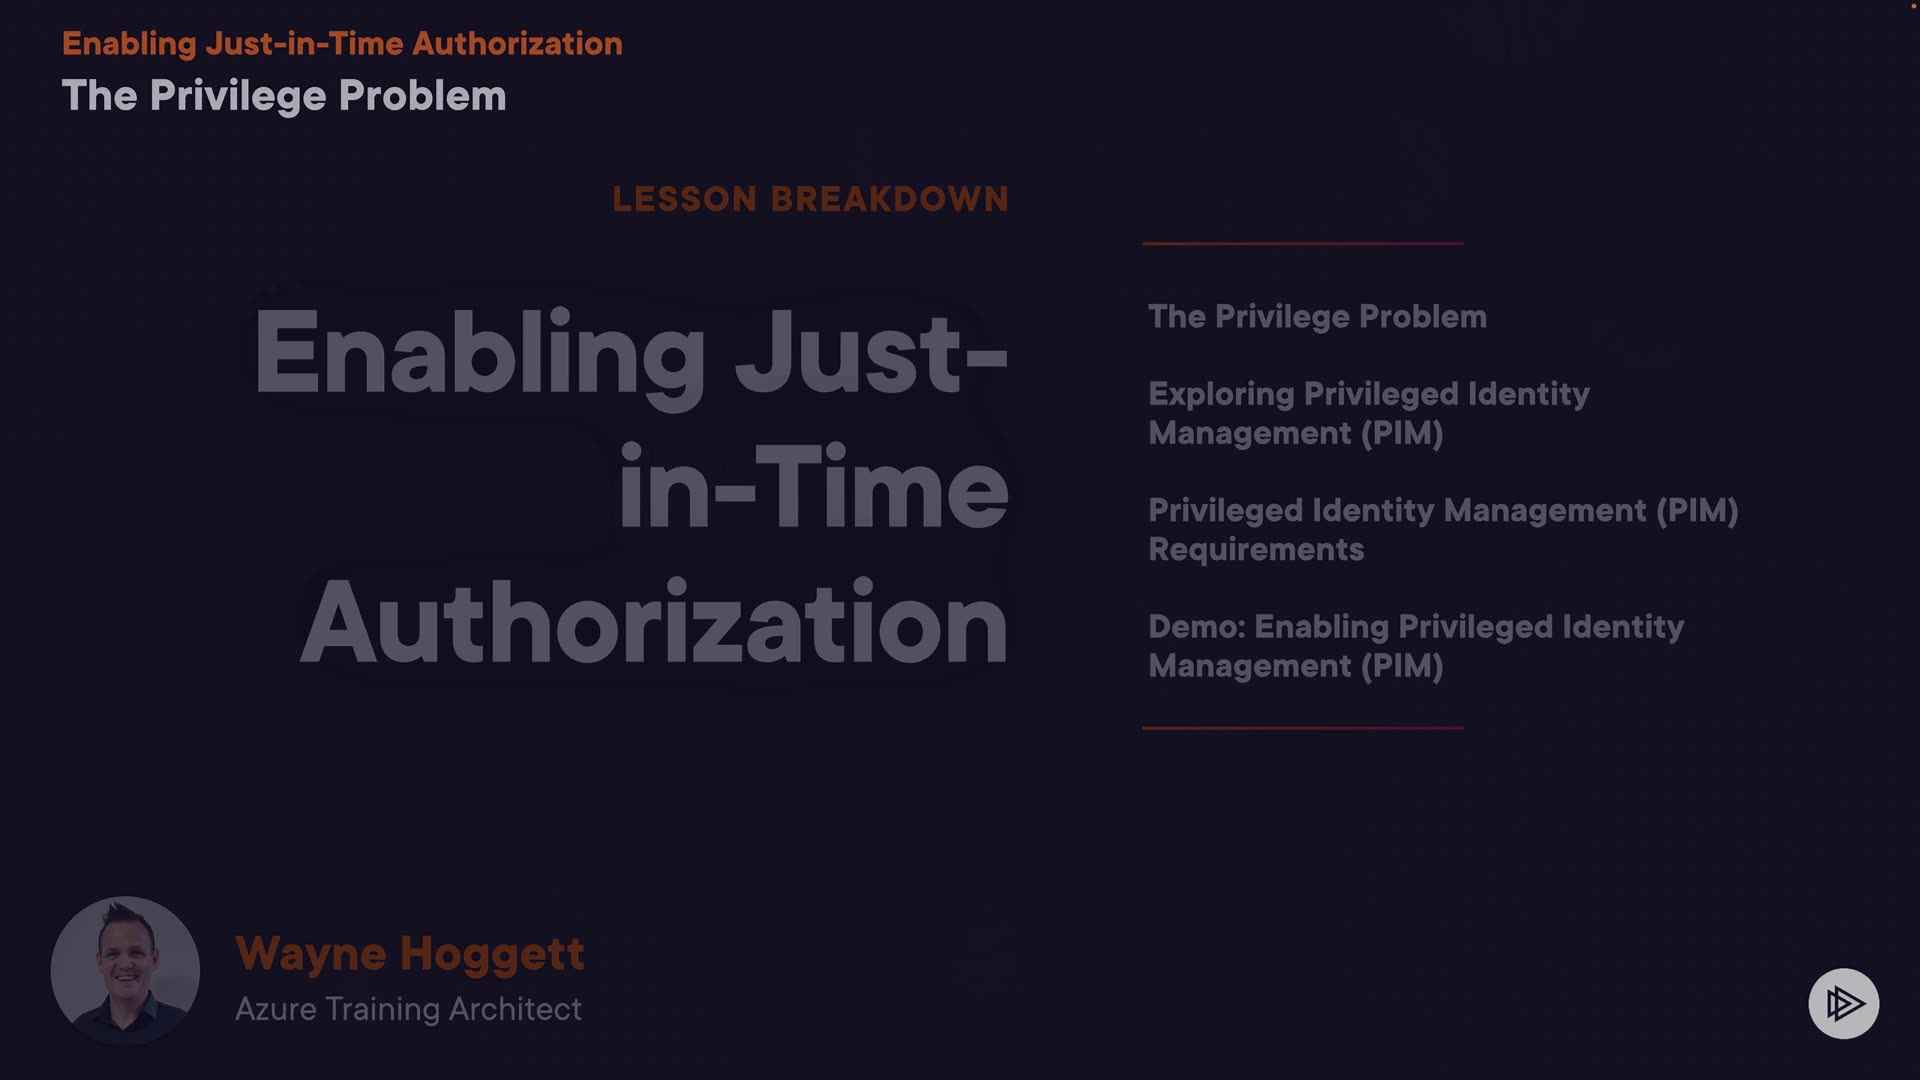 Enabling Just-in-Time Authorization
The Privilege Problem
LESSON BREAKDOWN
Enabling Just-
in-Time
Authorization
The Privilege Problem
Exploring Privileged Identity
Management (PIM)
Privileged Identity Management (PIM)
Requirements
Demo: Enabling Privileged Identity
Management (PIM)
Wayne Hoggett
Azure Training Architect